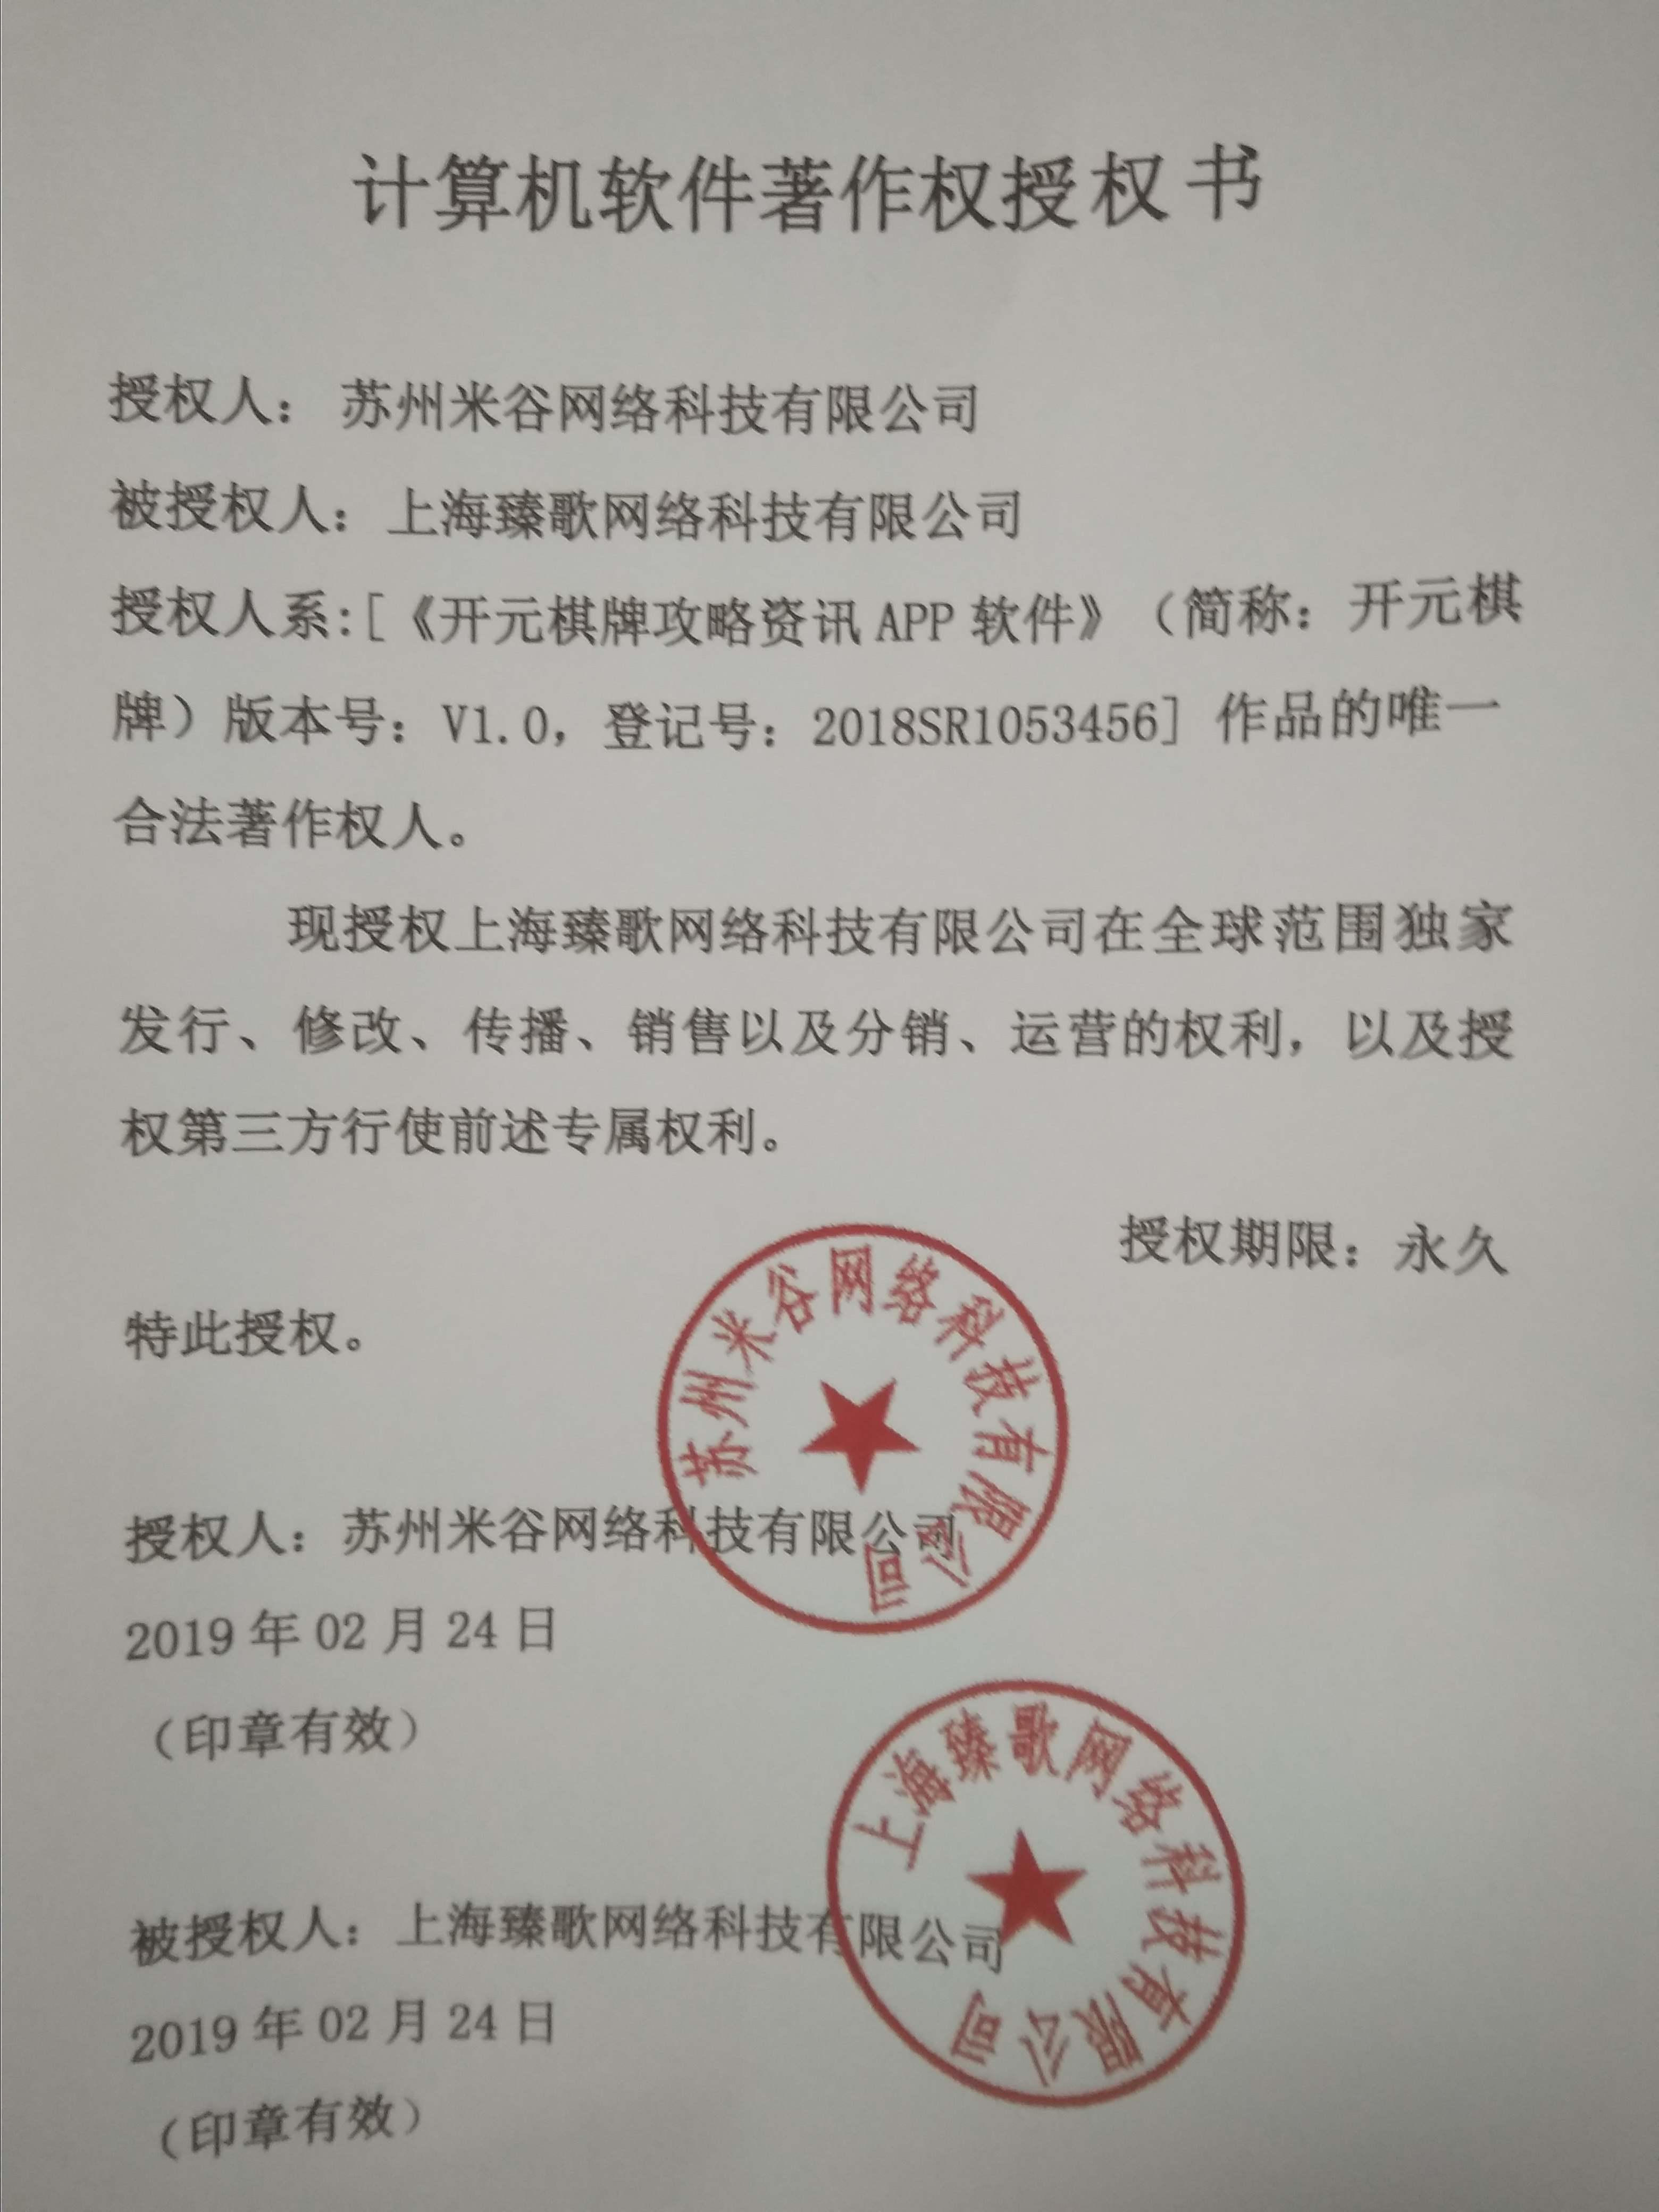 计算机软件著作权授权书
授权人： 苏州米谷网络科技有限公司
被授权人：上海臻歌网络科技有限公司
授权人系:[《开元棋牌攻略资讯 APP 软件》（简称：开元棋
牌）版本号：V1.0，登记号：2018SR1053456] 作品的唯一
合法著作权人。
现授权上海臻歌网络科技有限公司在全球范围独家
发行、修改、传播、销售以及分销、运营的权利，以及授
权第三方行使前述专属权利。
授权期限：永久
特此授权。
苏州米谷网络科技有限公司
授权人：苏州米谷网络科技有限公司
2019 年 02 月 24 日
（印章有效）
上海臻歌网络科技有限公司
被授权人：上海臻歌网络科技有限公司
2019 年 02 月 24 日
（印章有效）